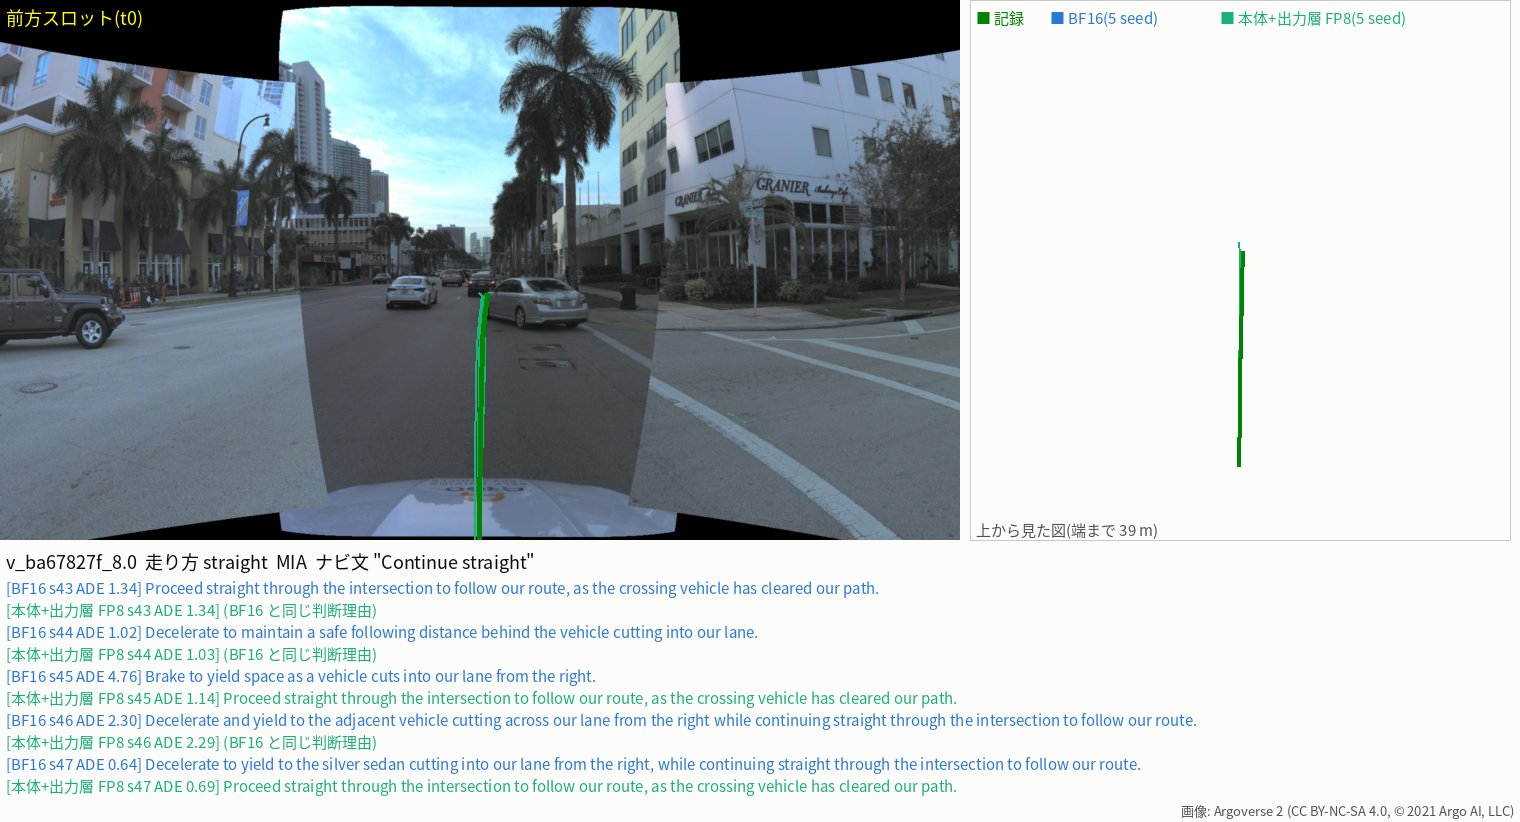 前方スロット(t0)
GRANIER
GRANIER
■ 記録 ■ BF16(5 seed) ■ 本体+出力層 FP8(5 seed)
上から見た図(端まで 39 m)
v_ba67827f_8.0 走り方 straight MIA ナビ文 "Continue straight"
[BF16 s43 ADE 1.34] Proceed straight through the intersection to follow our route, as the crossing vehicle has cleared our path.
[本体+出力層 FP8 s43 ADE 1.34] (BF16 と同じ判断理由)
[BF16 s44 ADE 1.02] Decelerate to maintain a safe following distance behind the vehicle cutting into our lane.
[本体+出力層 FP8 s44 ADE 1.03] (BF16 と同じ判断理由)
[BF16 s45 ADE 4.76] Brake to yield space as a vehicle cuts into our lane from the right.
[本体+出力層 FP8 s45 ADE 1.14] Proceed straight through the intersection to follow our route, as the crossing vehicle has cleared our path.
[BF16 s46 ADE 2.30] Decelerate and yield to the adjacent vehicle cutting across our lane from the right while continuing straight through the intersection to follow our route.
[本体+出力層 FP8 s46 ADE 2.29] (BF16 と同じ判断理由)
[BF16 s47 ADE 0.64] Decelerate to yield to the silver sedan cutting into our lane from the right, while continuing straight through the intersection to follow our route.
[本体+出力層 FP8 s47 ADE 0.69] Proceed straight through the intersection to follow our route, as the crossing vehicle has cleared our path.
画像: Argoverse 2 (CC BY-NC-SA 4.0, © 2021 Argo AI, LLC)